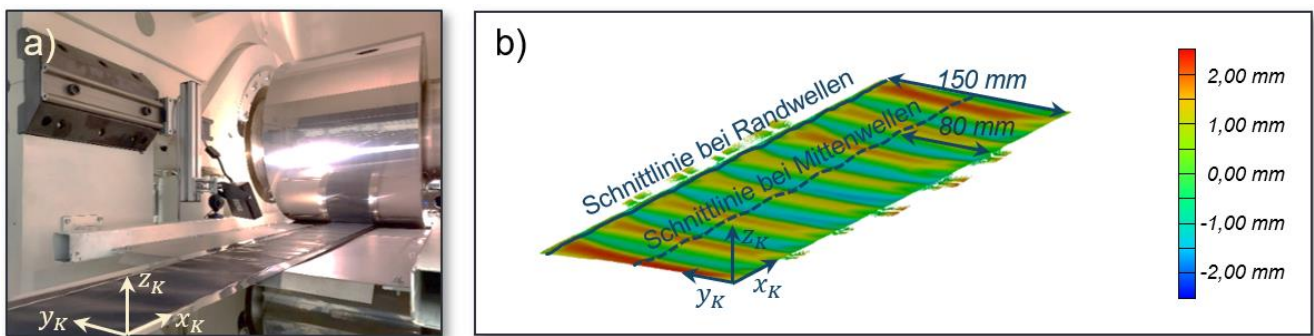 a)
z_K
y_K
x_K
b)
Schnittlinie bei Randwellen
Schnittlinie bei Mittenwellen
150 mm
80 mm
z_K
y_K
x_K
2,00 mm
1,00 mm
0,00 mm
-1,00 mm
-2,00 mm